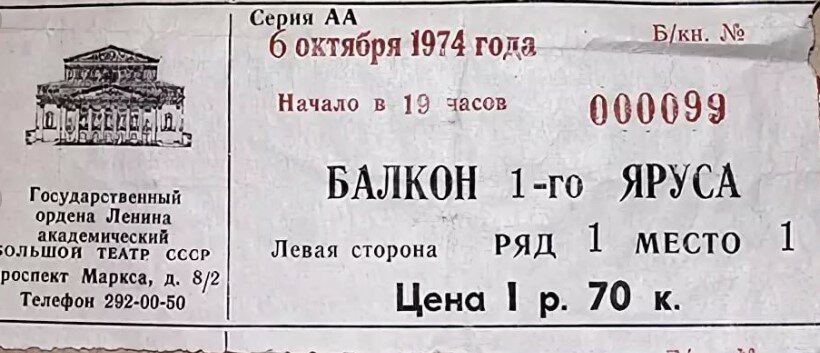 Серия АА
6 октября 1974 года
Б/кн. №
Начало в 19 часов
000099
БАЛКОН 1-го ЯРУСА
Левая сторона РЯД 1 МЕСТО 1
Цена 1 р. 70 к.
Государственный
ордена Ленина
академический
БОЛЬШОЙ ТЕАТР СССР
проспект Маркса, д. 8/2
Телефон 292-00-50